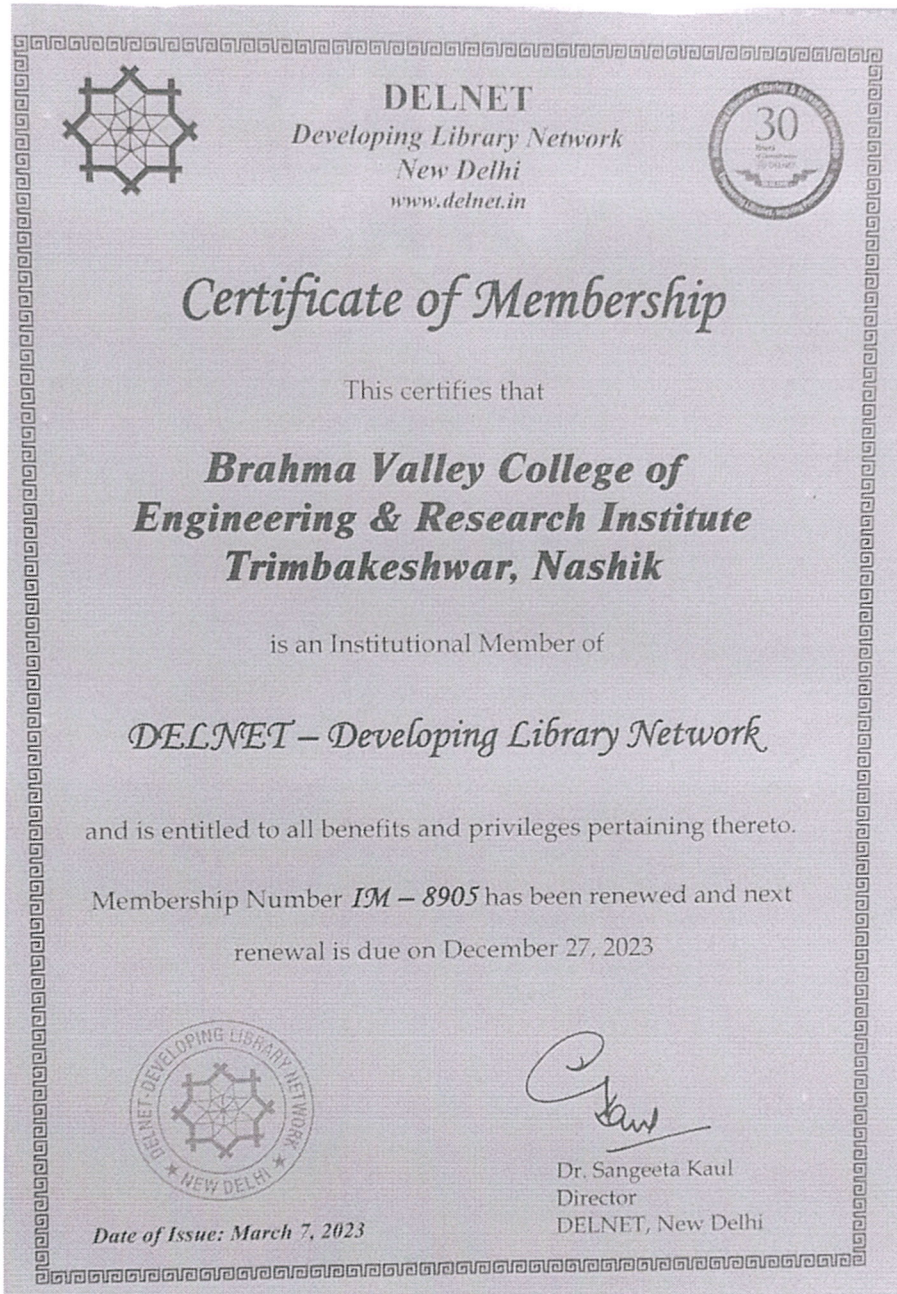 DELNET
Developing Library Network
New Delhi
www.delnet.in
30
Years
DELNET
Certificate of Membership
This certifies that
Brahma Valley College of
Engineering & Research Institute
Trimbakeshwar, Nashik
is an Institutional Member of
DELNET – Developing Library Network
and is entitled to all benefits and privileges pertaining thereto.
Membership Number IM – 8905 has been renewed and next
renewal is due on December 27, 2023
DELNET-DEVELOPING LIBRARY NETWORK
★ NEW DELHI ★
Kaul
Dr. Sangeeta Kaul
Director
DELNET, New Delhi
Date of Issue: March 7, 2023